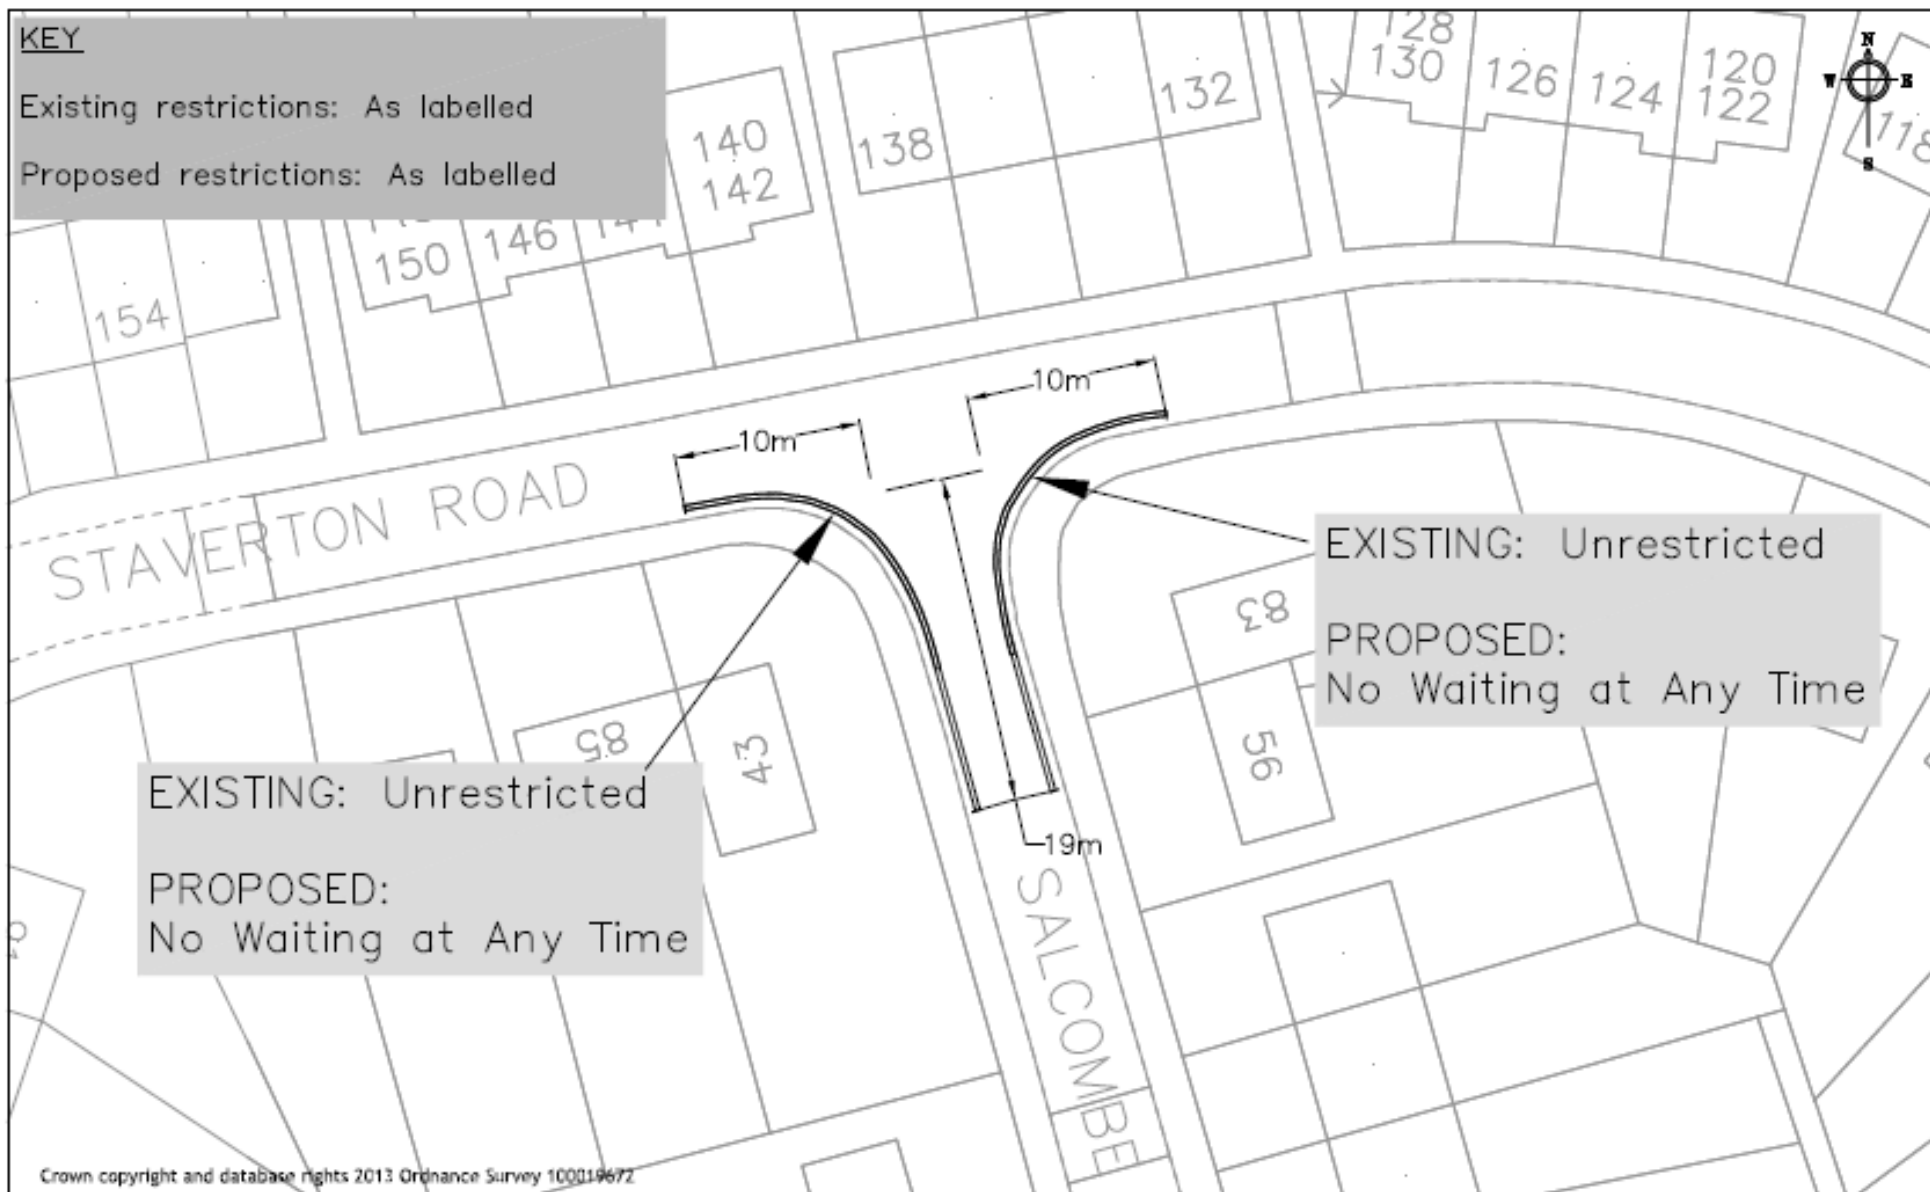 KEY
Existing restrictions: As labelled
Proposed restrictions: As labelled
N
W E
S
128
130
126
124
120
122
118
132
138
140
142
146
150
154
10m
10m
STAVERTON ROAD
EXISTING: Unrestricted
PROPOSED:
No Waiting at Any Time
83
56
85
43
EXISTING: Unrestricted
PROPOSED:
No Waiting at Any Time
19m
SALCOMBE
Crown copyright and database rights 2013 Ordnance Survey 100019672